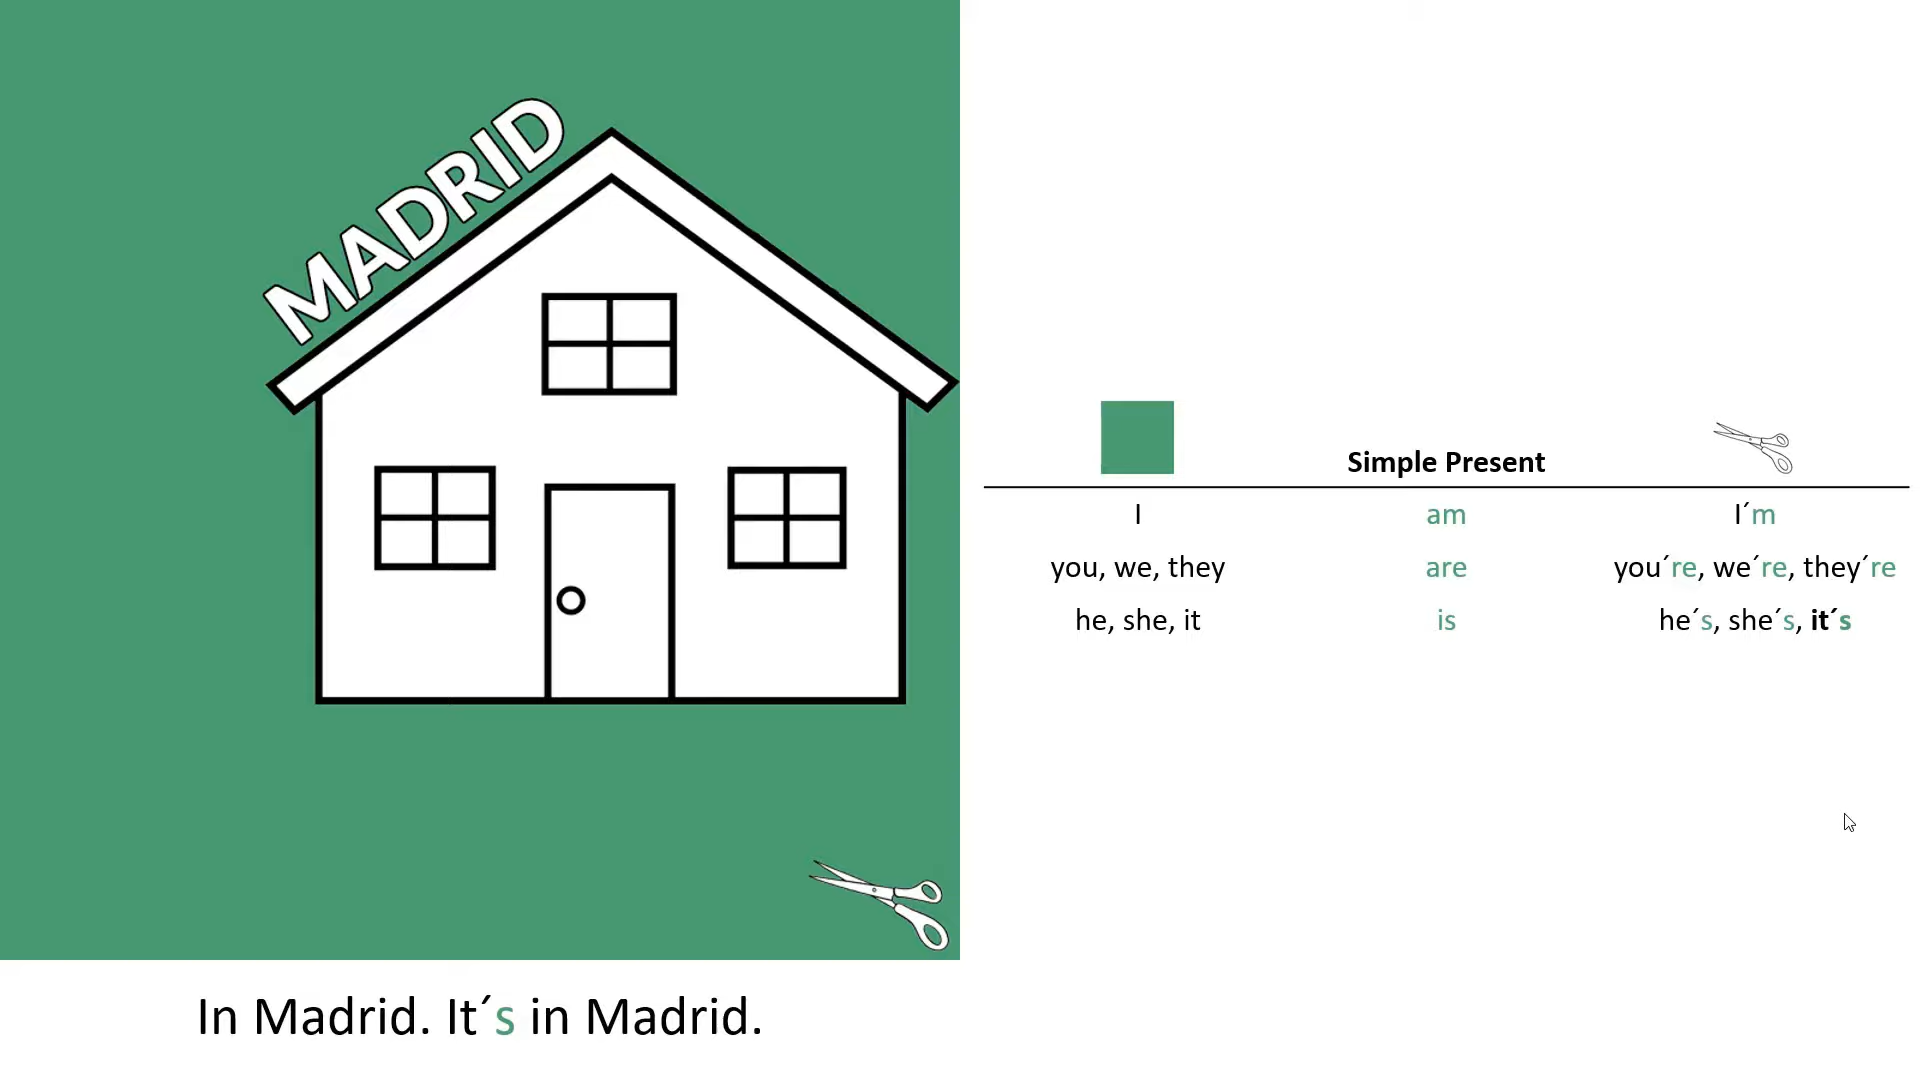 MADRID
In Madrid. It´s in Madrid.
Simple Present
I am I´m
you, we, they are you´re, we´re, they´re
he, she, it is he´s, she´s, it´s